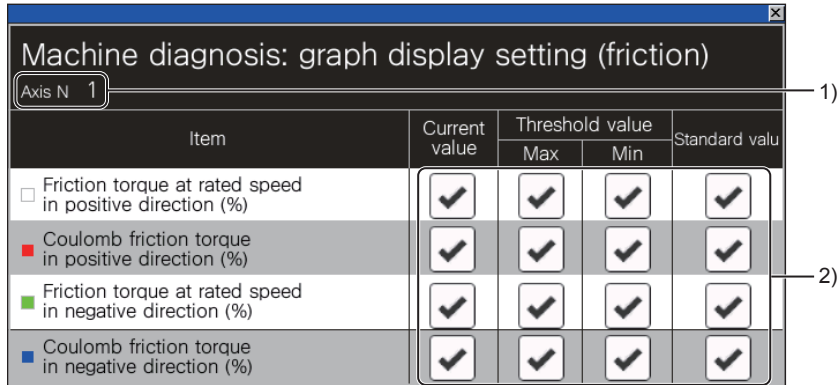 Machine diagnosis: graph display setting (friction)
Axis N 1
1)
Item
Current
value
Threshold value
Max
Min
Standard valu
Friction torque at rated speed
in positive direction (%)
Coulomb friction torque
in positive direction (%)
Friction torque at rated speed
in negative direction (%)
2)
Coulomb friction torque
in negative direction (%)